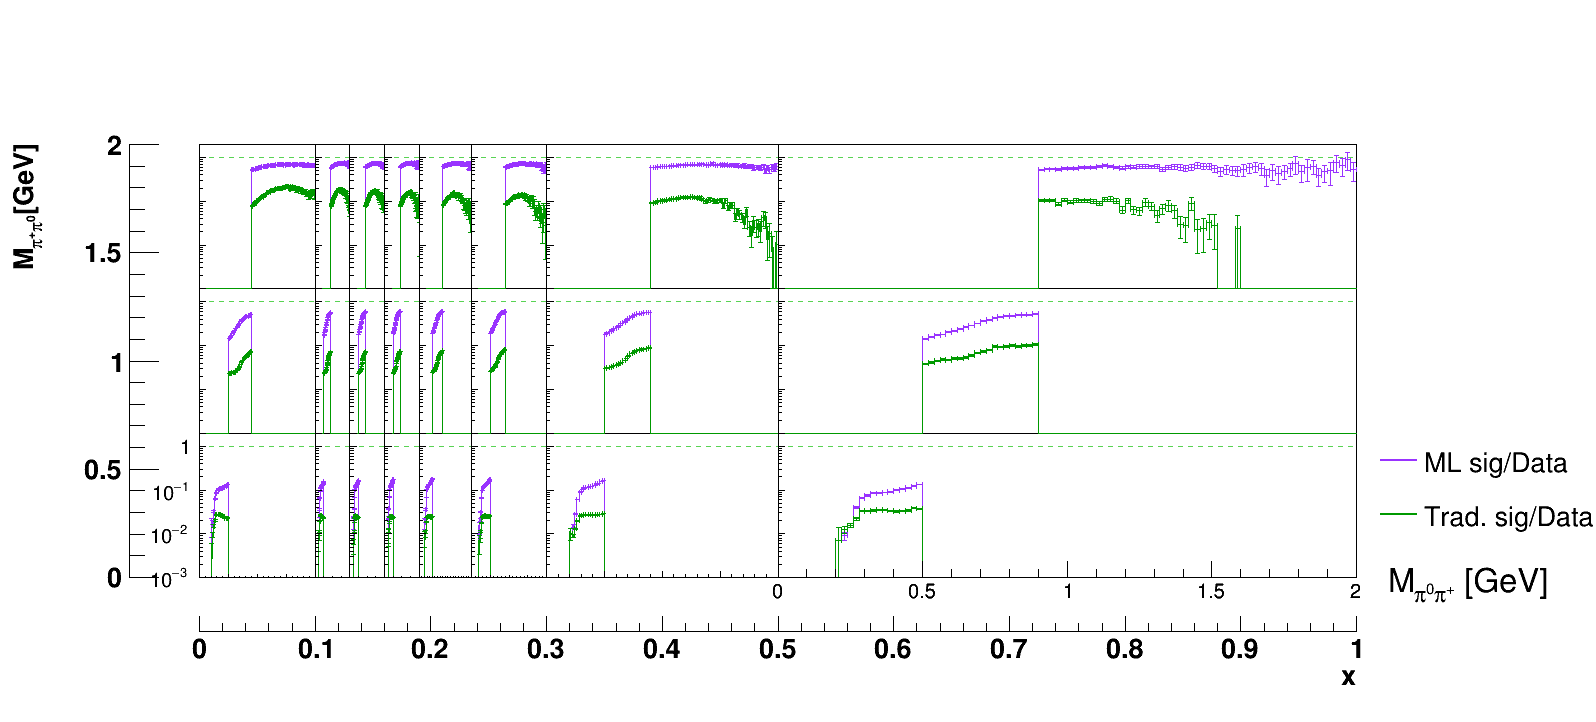 M_{π⁺π⁰}[GeV]
2
1.5
1
0.5
0
1
10⁻¹
10⁻²
10⁻³
ML sig/Data
Trad. sig/Data
0 0.5 1 1.5 2
M_{π⁰π⁺} [GeV]
0 0.1 0.2 0.3 0.4 0.5 0.6 0.7 0.8 0.9 1
x